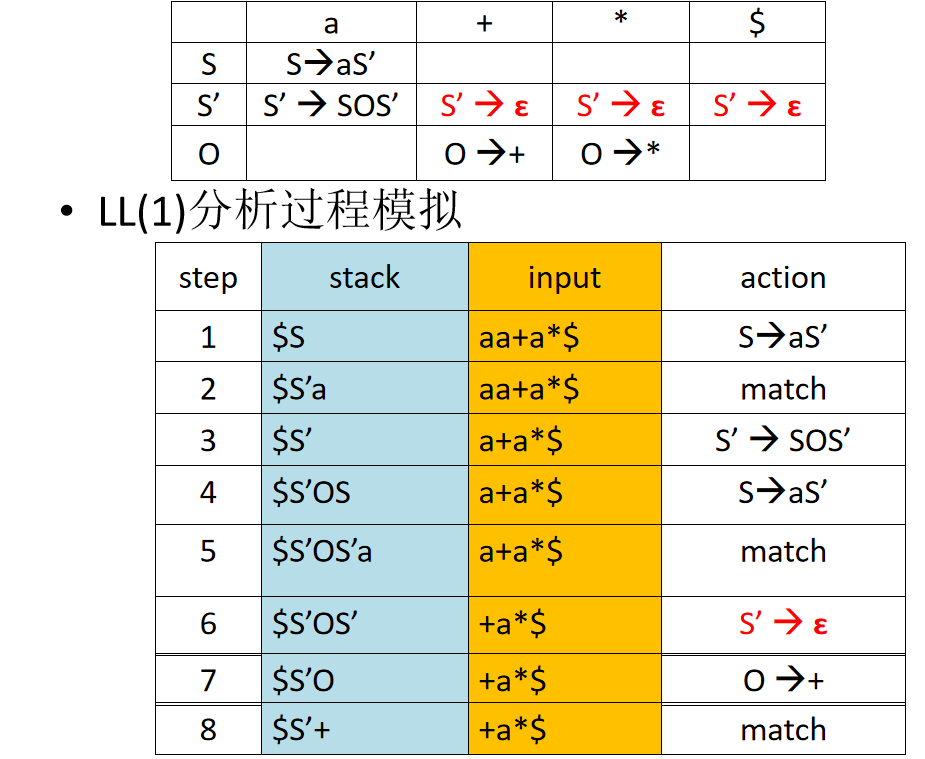 a + * $
S S→aS’
S’ S’ → SOS’ S’ → ε S’ → ε S’ → ε
O O →+ O →*
• LL(1)分析过程模拟
step stack input action
1 $S aa+a*$ S→aS’
2 $S’a aa+a*$ match
3 $S’ a+a*$ S’ → SOS’
4 $S’OS a+a*$ S→aS’
5 $S’OS’a a+a*$ match
6 $S’OS’ +a*$ S’ → ε
7 $S’O +a*$ O →+
8 $S’+ +a*$ match